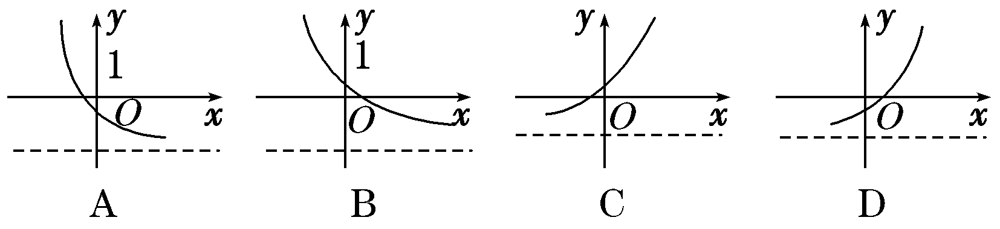 y y y y
1 1
O O O O
x x x x
A B C D